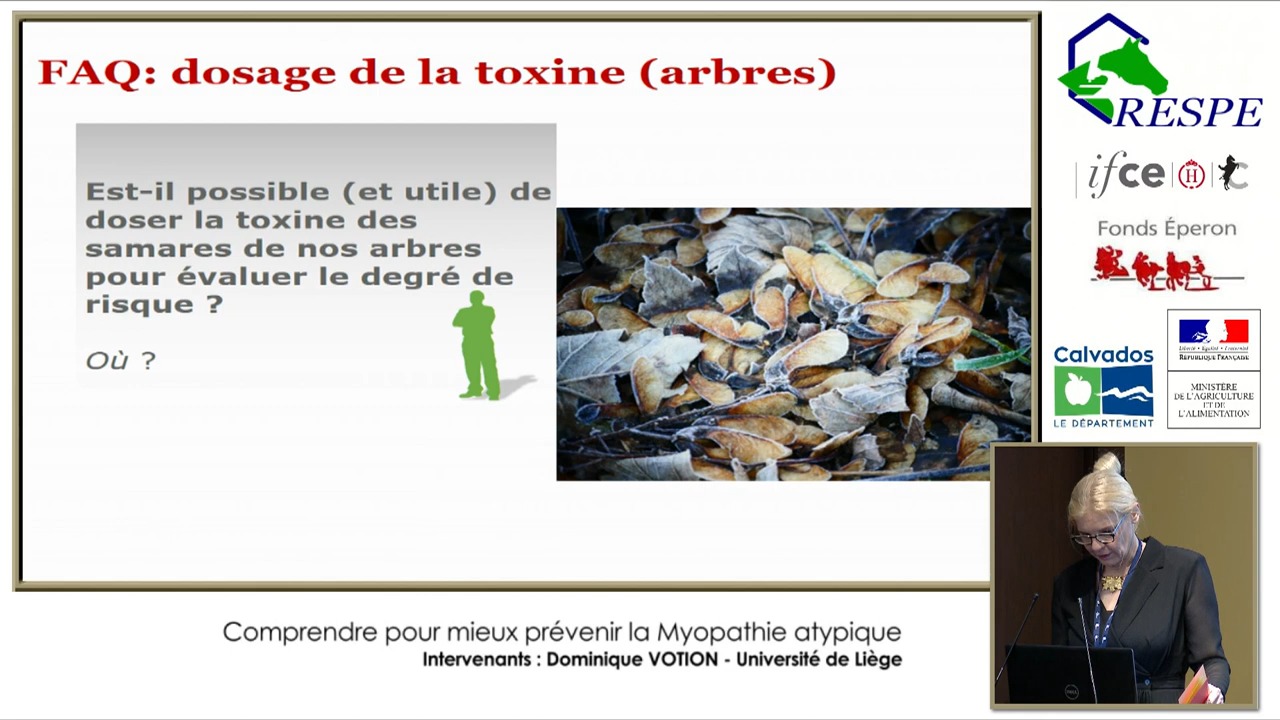 FAQ: dosage de la toxine (arbres)
Est-il possible (et utile) de
doser la toxine des
samares de nos arbres
pour évaluer le degré de
risque ?
Où ?
RESPE
ifce
H
Fonds Éperon
Calvados
LE DÉPARTEMENT
Liberté • Égalité • Fraternité
RÉPUBLIQUE FRANÇAISE
MINISTÈRE
DE L'AGRICULTURE
ET DE
L'ALIMENTATION
DELL
Comprendre pour mieux prévenir la Myopathie atypique
Intervenants : Dominique VOTION - Université de Liège